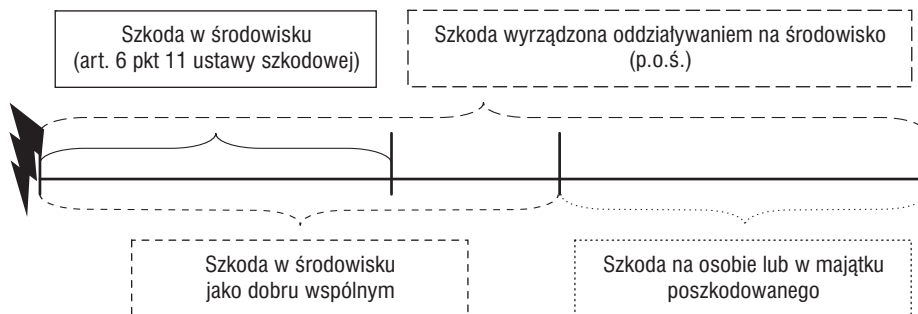 Szkoda w środowisku
(art. 6 pkt 11 ustawy szkodowej)
Szkoda wyrządzona oddziaływaniem na środowisko
(p.o.ś.)
Szkoda w środowisku
jako dobru wspólnym
Szkoda na osobie lub w majątku
poszkodowanego